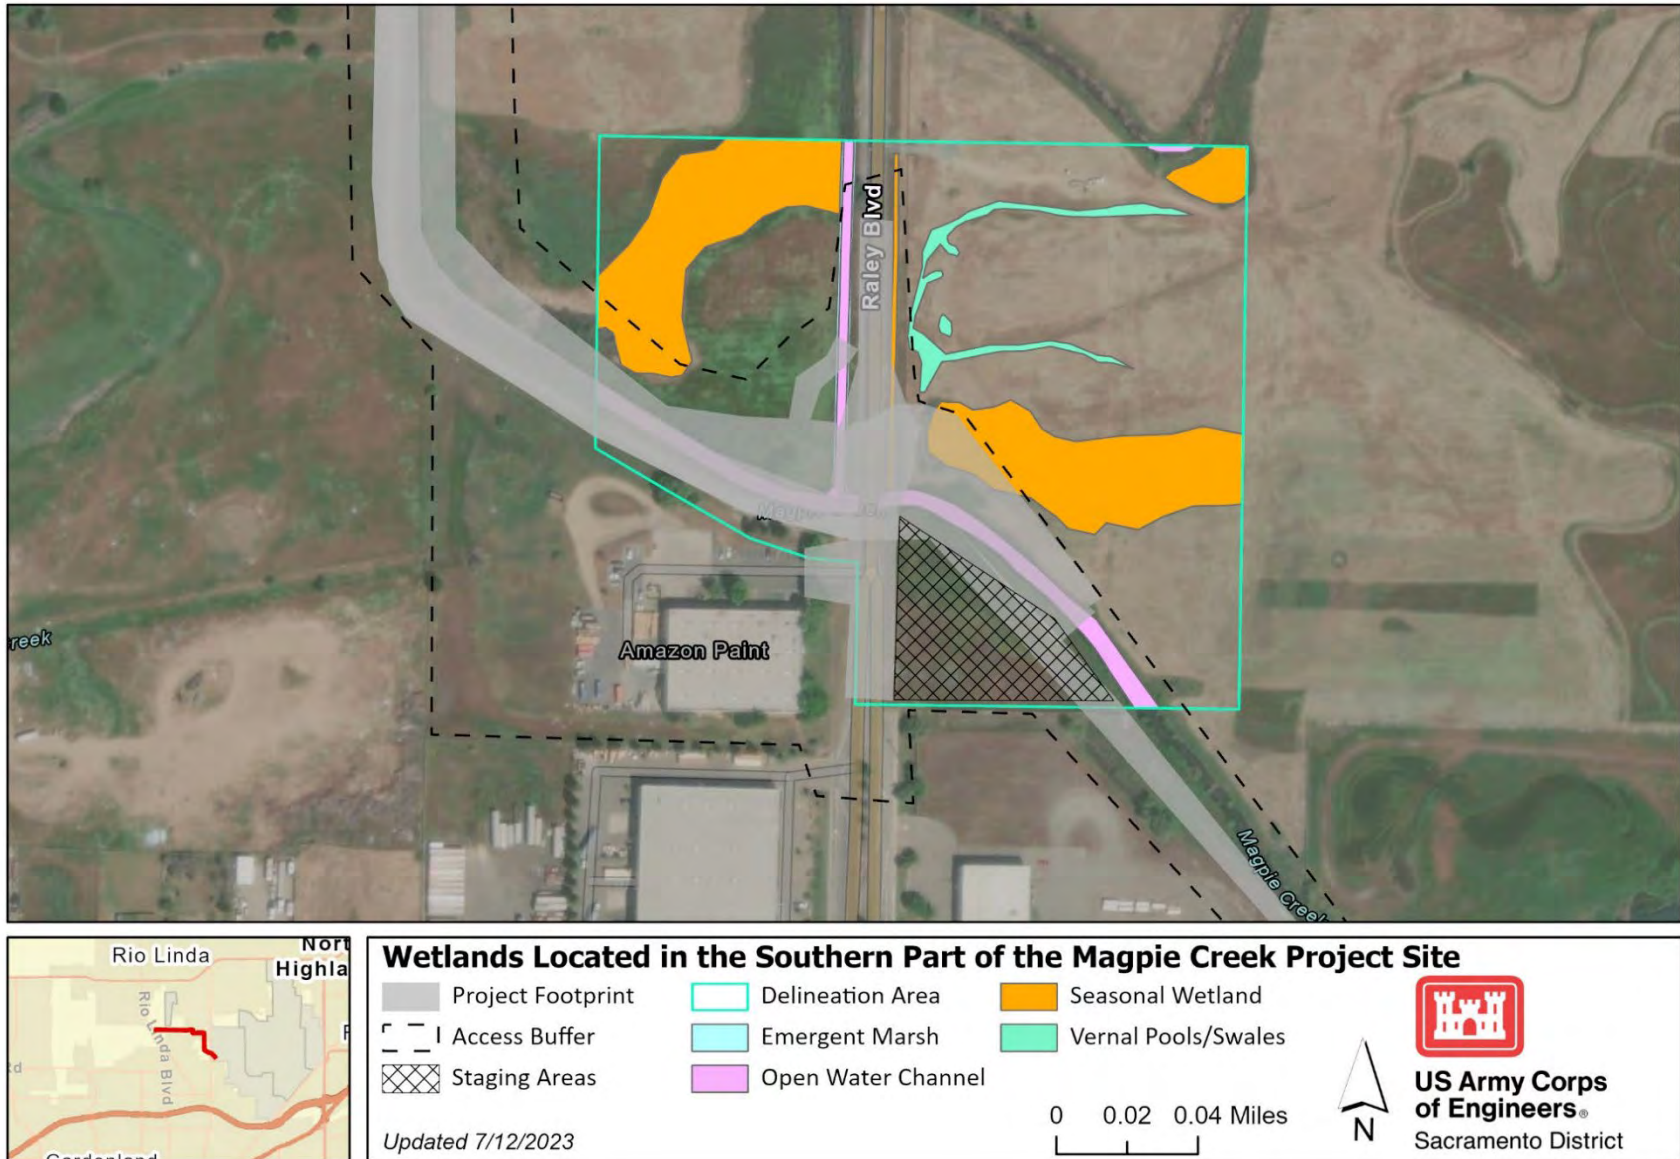 Raley Blvd
Amazon Paint
reek
Magpie Creek
Rio Linda
Nort
Highla
Rio Linda Blvd
rd
F
Gardenland
Wetlands Located in the Southern Part of the Magpie Creek Project Site
Project Footprint
Delineation Area
Seasonal Wetland
Access Buffer
Emergent Marsh
Vernal Pools/Swales
Staging Areas
Open Water Channel
Updated 7/12/2023
0 0.02 0.04 Miles
N
US Army Corps
of Engineers®
Sacramento District